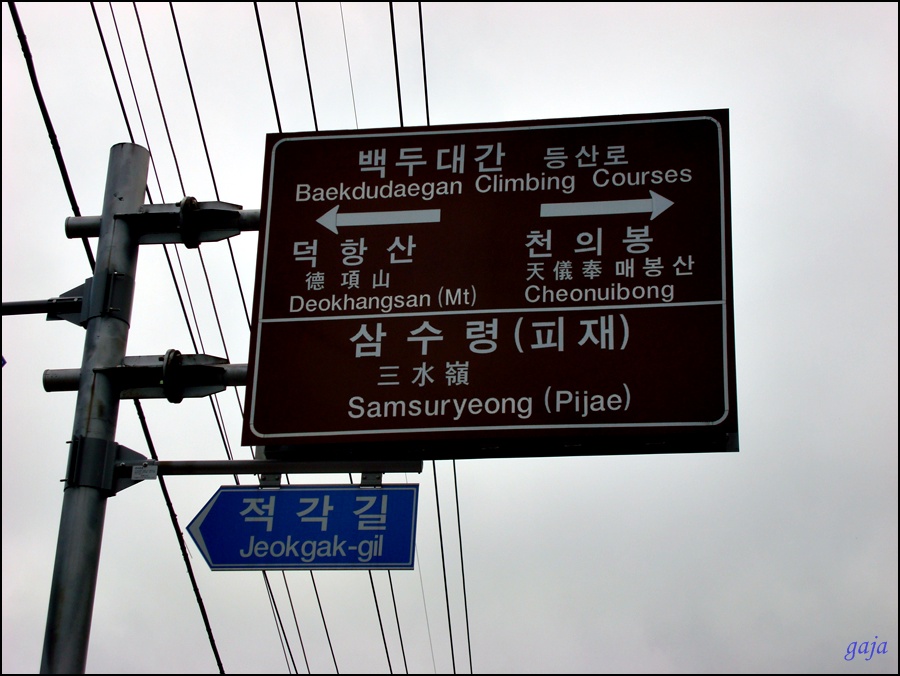 백두대간 등산로
Baekdudaegan Climbing Courses
덕항산
德項山
Deokhangsan (Mt)
천의봉
天儀奉 매봉산
Cheonuibong
삼수령(피재)
三水嶺
Samsuryeong (Pijae)
적각길
Jeokgak-gil
gaja